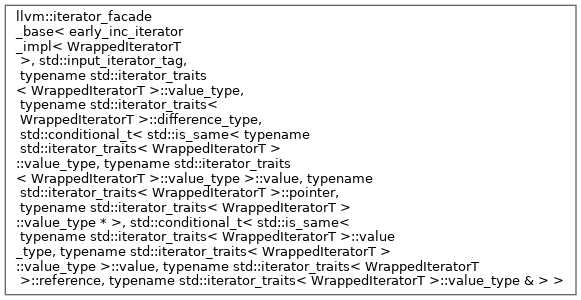 llvm::iterator_facade
_base< early_inc_iterator
_impl< WrappedIteratorT
>, std::input_iterator_tag,
typename std::iterator_traits
< WrappedIteratorT >::value_type,
typename std::iterator_traits<
WrappedIteratorT >::difference_type,
std::conditional_t< std::is_same< typename
std::iterator_traits< WrappedIteratorT >
::value_type, typename std::iterator_traits
< WrappedIteratorT >::value_type >::value, typename
std::iterator_traits< WrappedIteratorT >::pointer,
typename std::iterator_traits< WrappedIteratorT >
::value_type * >, std::conditional_t< std::is_same<
typename std::iterator_traits< WrappedIteratorT >::value
_type, typename std::iterator_traits< WrappedIteratorT >
::value_type >::value, typename std::iterator_traits< WrappedIteratorT
>::reference, typename std::iterator_traits< WrappedIteratorT >::value_type & > >